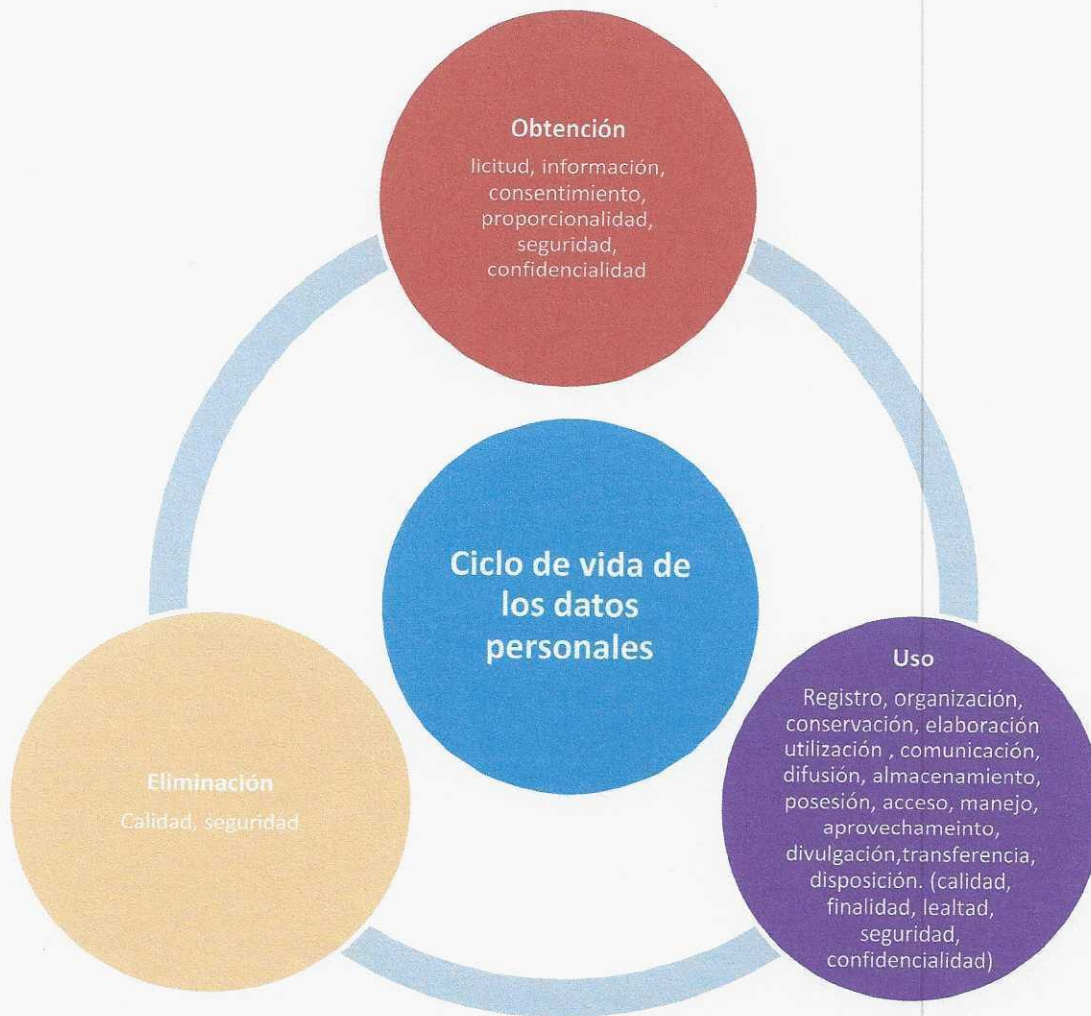 Obtención
licitud, información,
consentimiento,
proporcionalidad,
seguridad,
confidencialidad
Ciclo de vida de
los datos
personales
Uso
Registro, organización,
conservación, elaboración
utilización , comunicación,
difusión, almacenamiento,
posesión, acceso, manejo,
aprovechameinto,
divulgación,transferencia,
disposición. (calidad,
finalidad, lealtad,
seguridad,
confidencialidad)
Eliminación
Calidad, seguridad